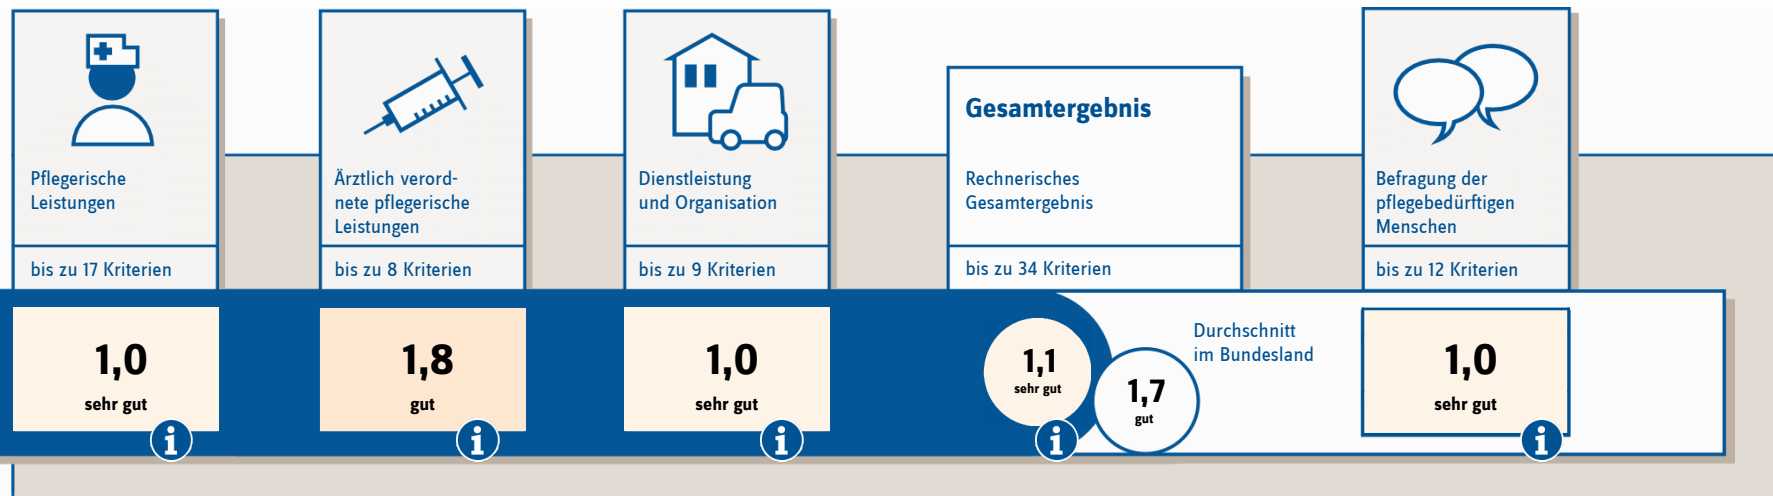 Pflegerische
Leistungen
bis zu 17 Kriterien
1,0
sehr gut
i
Ärztlich verord-
nete pflegerische
Leistungen
bis zu 8 Kriterien
1,8
gut
i
Dienstleistung
und Organisation
bis zu 9 Kriterien
1,0
sehr gut
i
Gesamtergebnis
Rechnerisches
Gesamtergebnis
bis zu 34 Kriterien
1,1
sehr gut
i
1,7
gut
Durchschnitt
im Bundesland
Befragung der
pflegebedürftigen
Menschen
bis zu 12 Kriterien
1,0
sehr gut
i